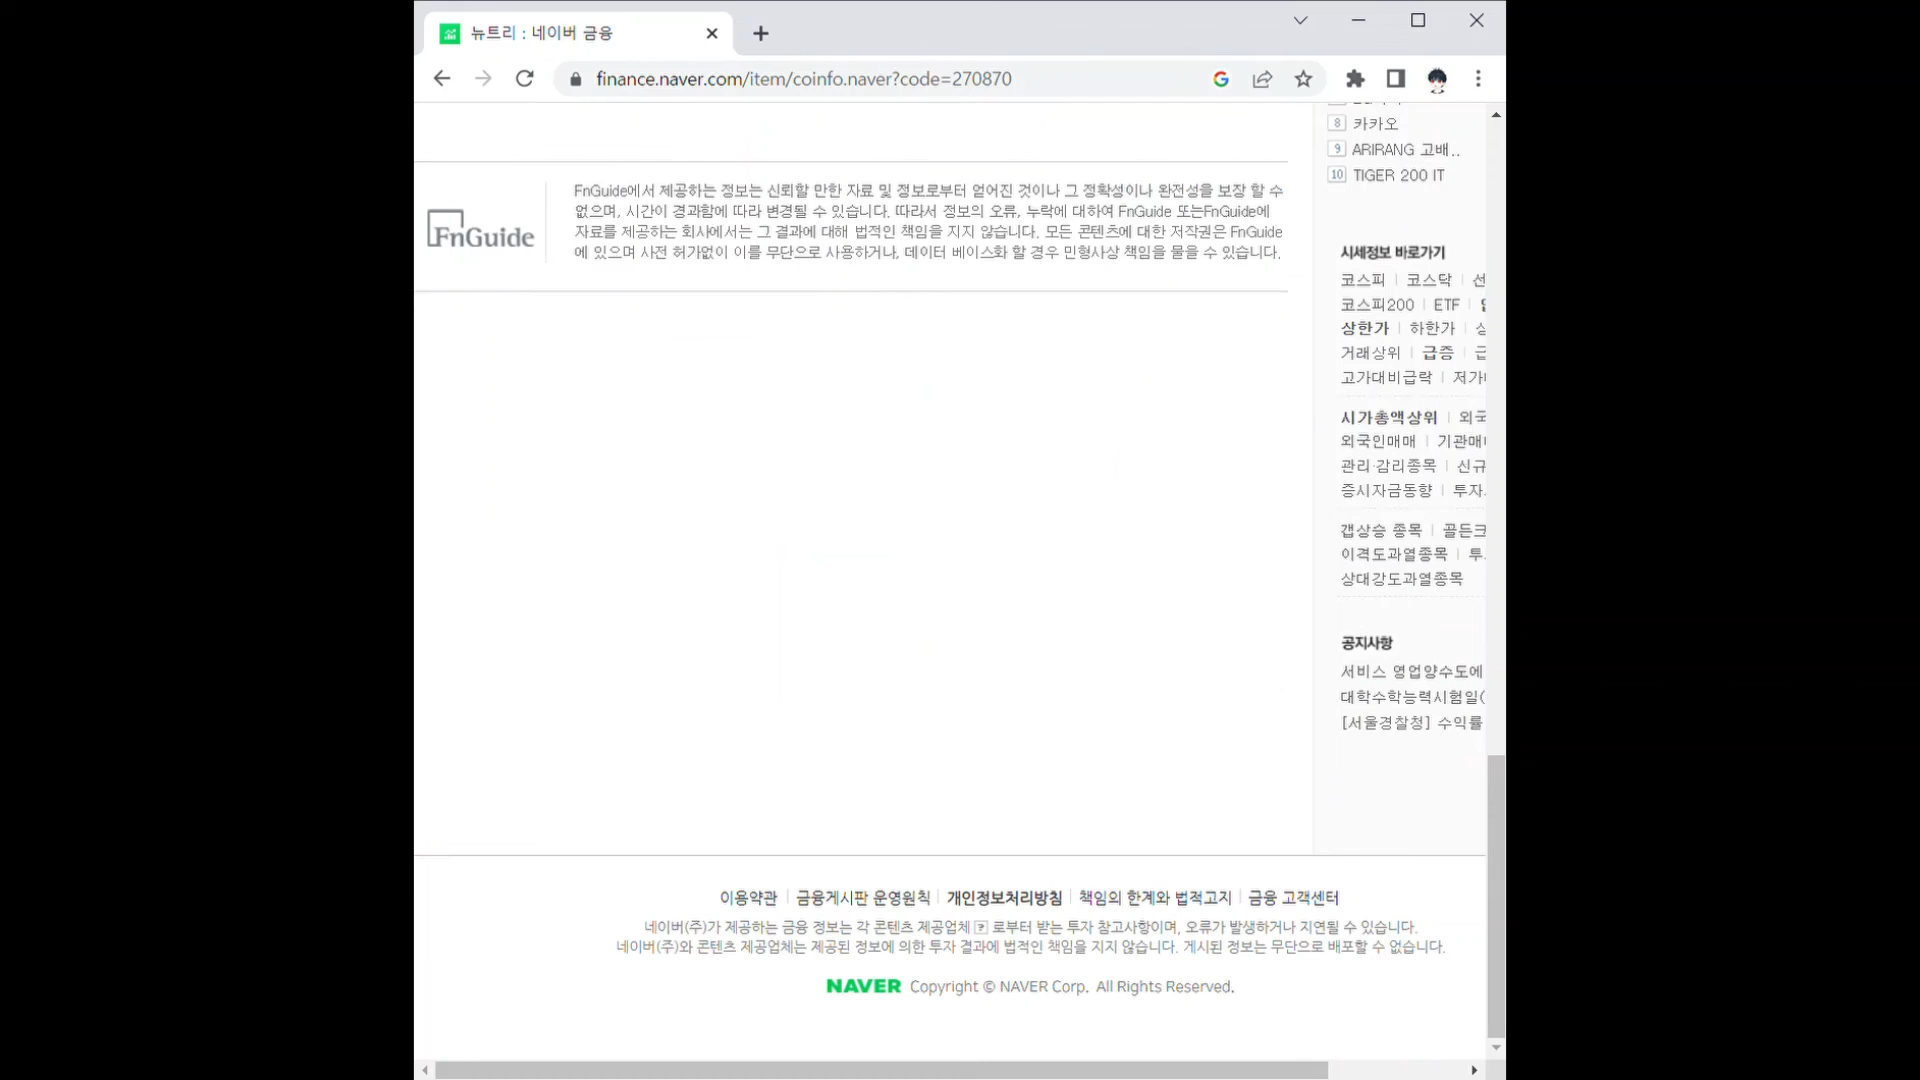 뉴트리 : 네이버 금융
finance.naver.com/item/coinfo.naver?code=270870
8 카카오
9 ARIRANG 고배..
10 TIGER 200 IT
FnGuide
FnGuide에서 제공하는 정보는 신뢰할 만한 자료 및 정보로부터 얻어진 것이나 그 정확성이나 완전성을 보장 할 수
없으며, 시간이 경과함에 따라 변경될 수 있습니다. 따라서 정보의 오류, 누락에 대하여 FnGuide 또는FnGuide에
자료를 제공하는 회사에서는 그 결과에 대해 법적인 책임을 지지 않습니다. 모든 콘텐츠에 대한 저작권은 FnGuide
에 있으며 사전 허가없이 이를 무단으로 사용하거나, 데이터 베이스화 할 경우 민형사상 책임을 물을 수 있습니다.
시세정보 바로가기
코스피 | 코스닥 | 선
코스피200 | ETF |
상한가 | 하한가 |
거래상위 | 급증 | 급
고가대비급락 | 저가
시가총액상위 | 외국
외국인매매 | 기관매
관리·감리종목 | 신규
증시자금동향 | 투자
갭상승 종목 | 골든크
이격도과열종목 | 투
상대강도과열종목
공지사항
서비스 영업양수도에
대학수학능력시험일(
[서울경찰청] 수익률
이용약관 | 금융게시판 운영원칙 | 개인정보처리방침 | 책임의 한계와 법적고지 | 금융 고객센터
네이버(주)가 제공하는 금융 정보는 각 콘텐츠 제공업체 ? 로부터 받는 투자 참고사항이며, 오류가 발생하거나 지연될 수 있습니다.
네이버(주)와 콘텐츠 제공업체는 제공된 정보에 의한 투자 결과에 법적인 책임을 지지 않습니다. 게시된 정보는 무단으로 배포할 수 없습니다.
NAVER Copyright © NAVER Corp. All Rights Reserved.